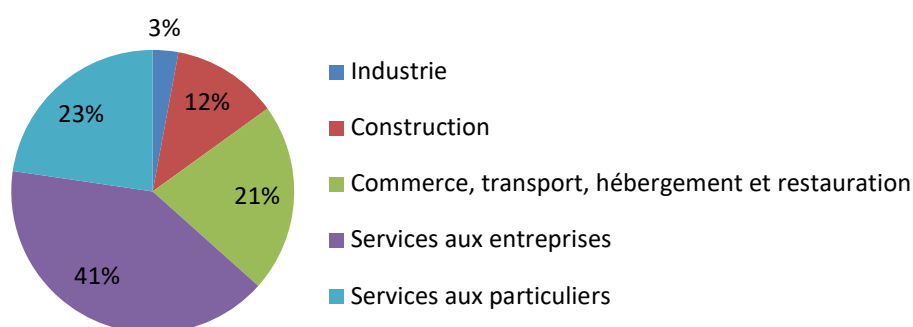 3%
12%
23%
21%
41%
Industrie
Construction
Commerce, transport, hébergement et restauration
Services aux entreprises
Services aux particuliers